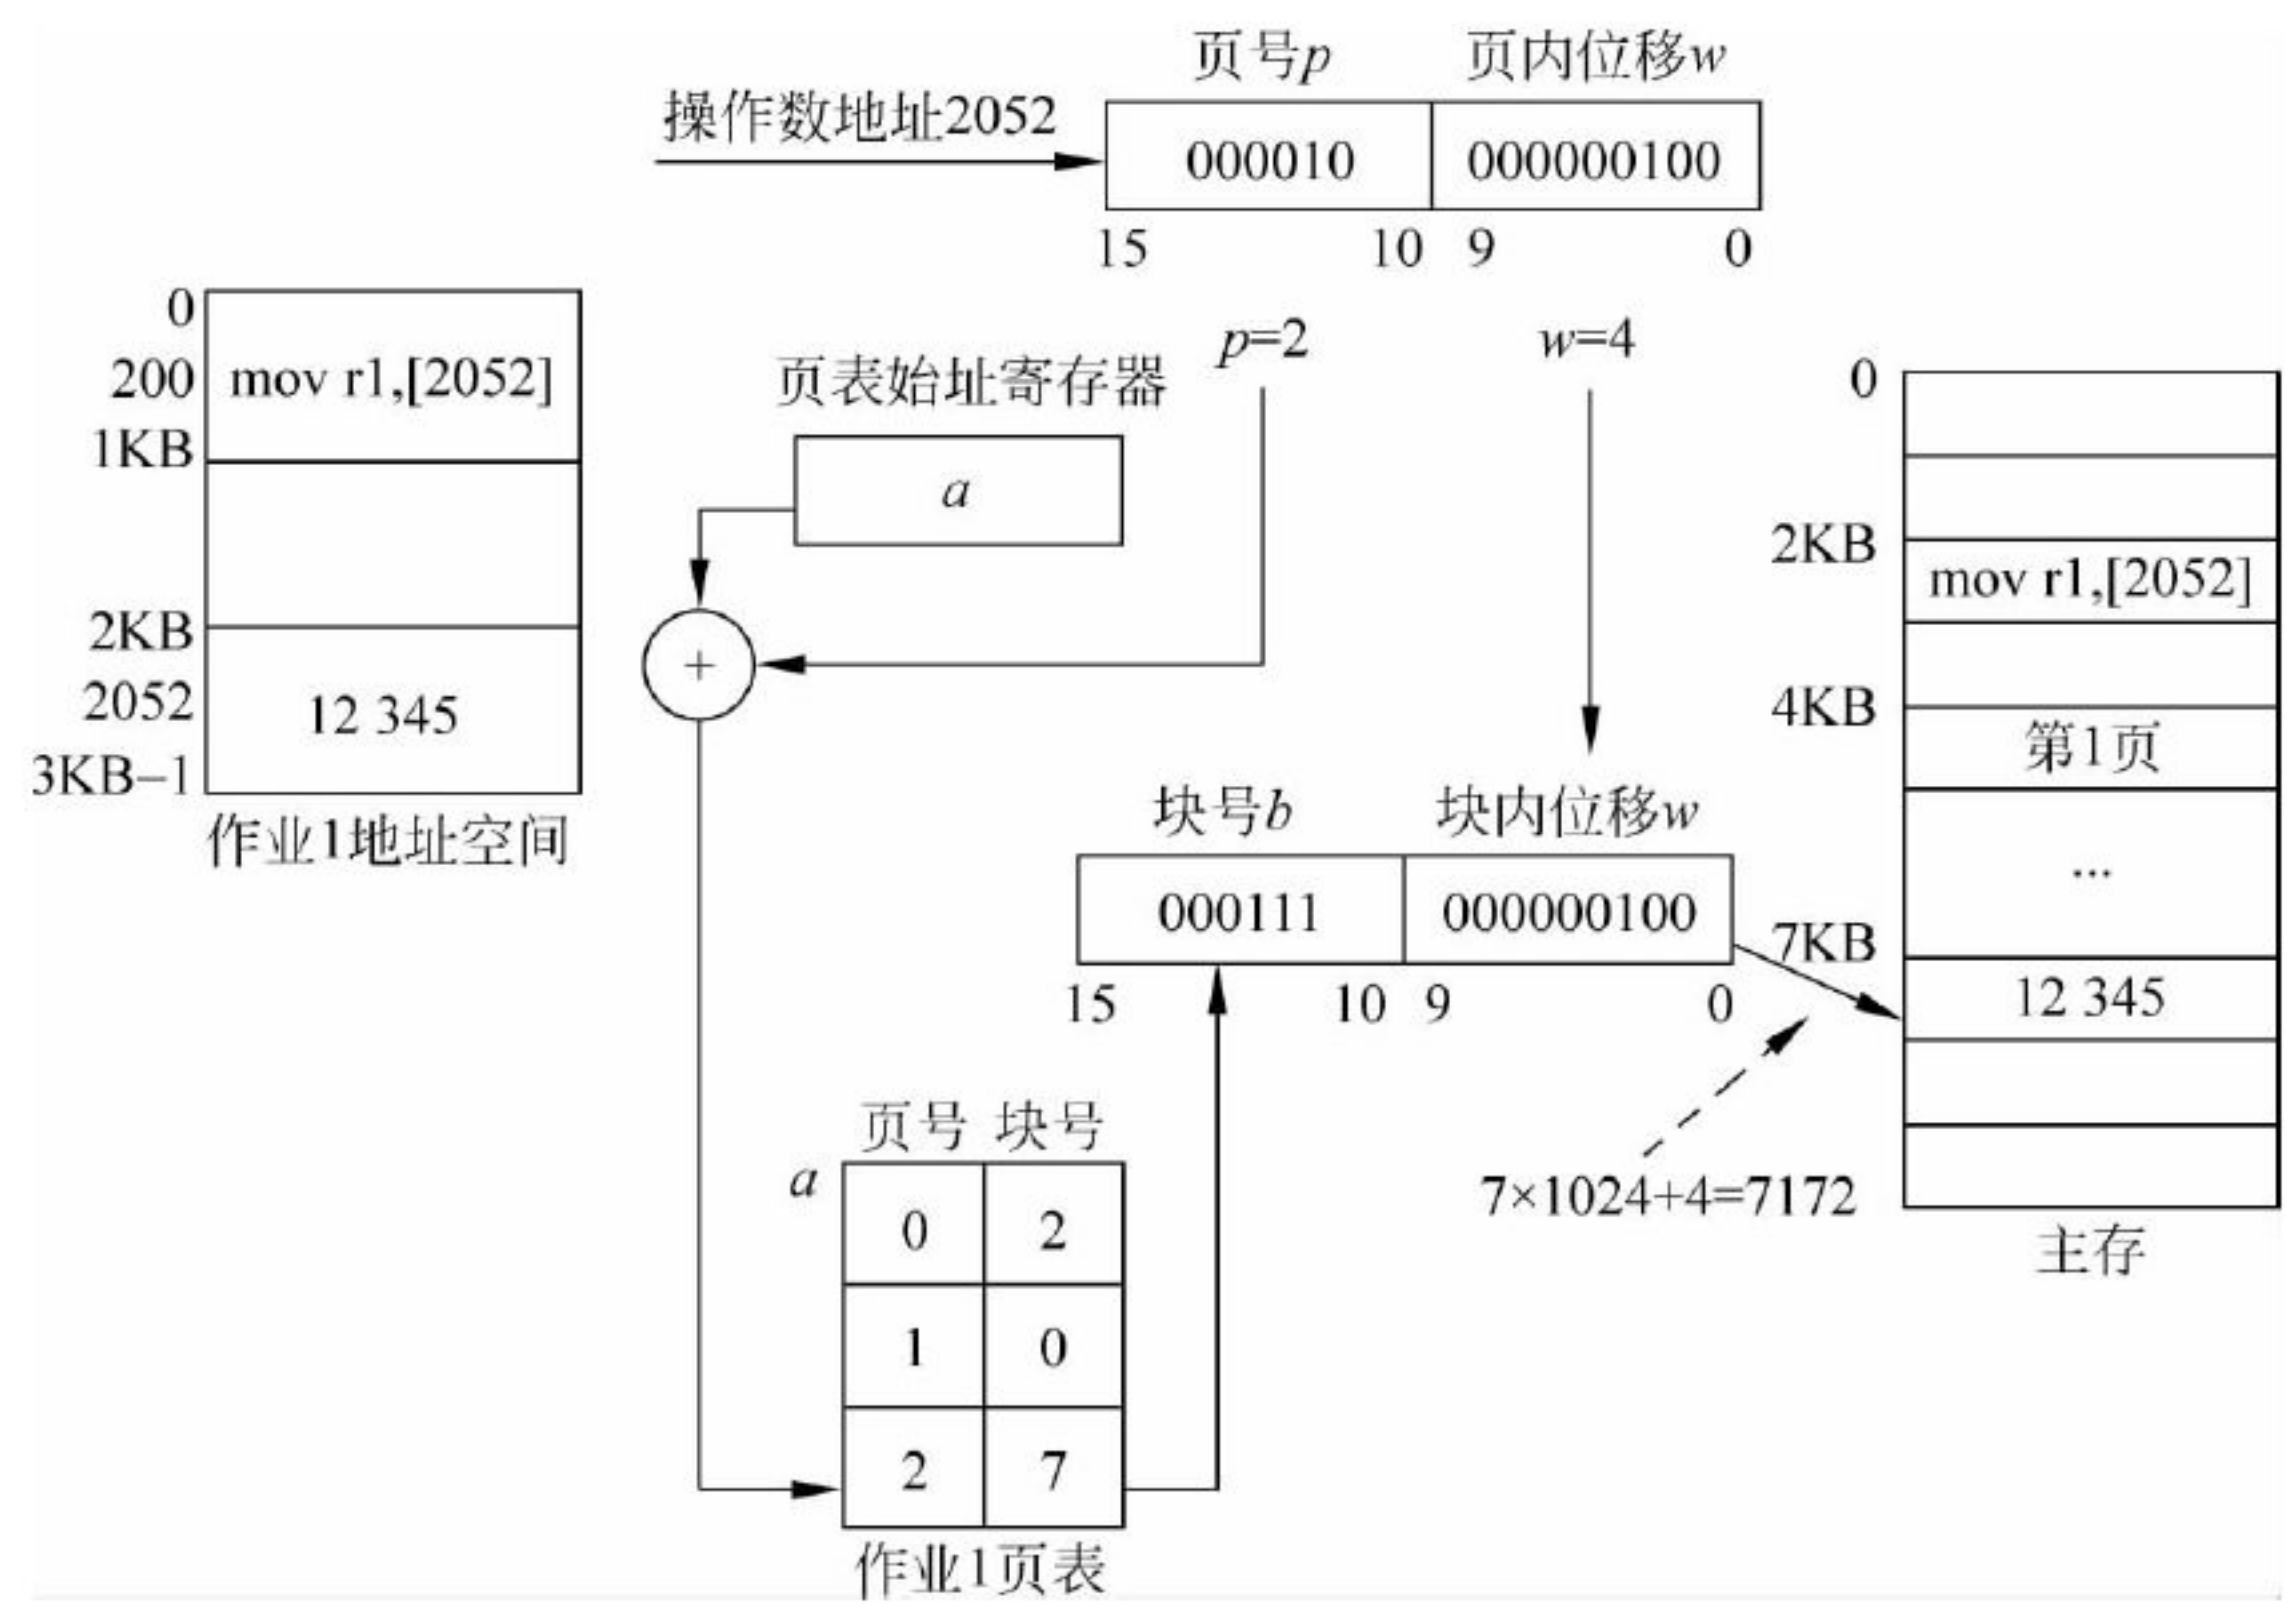 页号p 页内位移w
操作数地址2052
000010 000000100
15 10 9 0
p=2 w=4
0
200 mov r1,[2052]
1KB
2KB
2052 12 345
3KB–1
作业1地址空间
页表始址寄存器
a
+
块号b 块内位移w
000111 000000100
15 10 9 0
页号 块号
a
0 2
1 0
2 7
作业1页表
7×1024+4=7172
0
2KB
mov r1,[2052]
4KB
第1页
...
7KB
12 345
主存